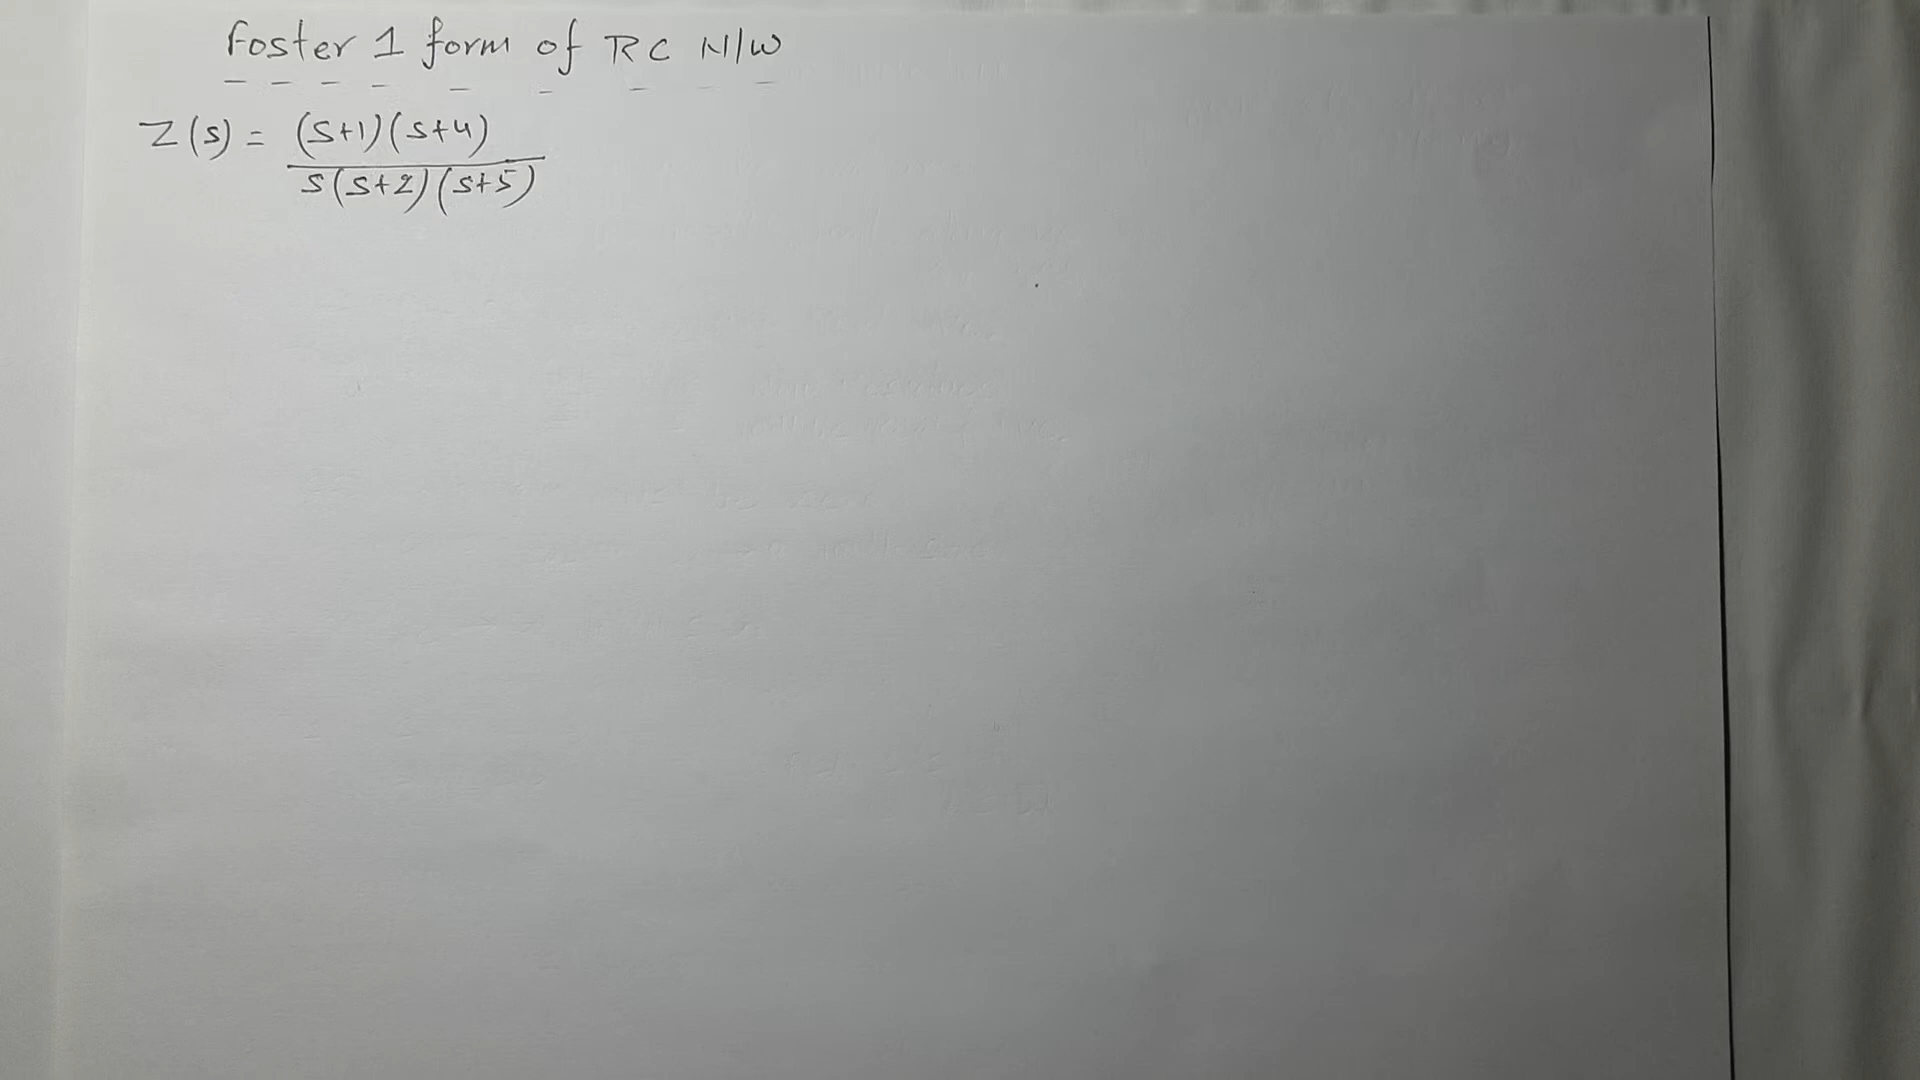 Foster 1 form of RC N/W
Z(s) = (s+1)(s+4)
s(s+2)(s+5)